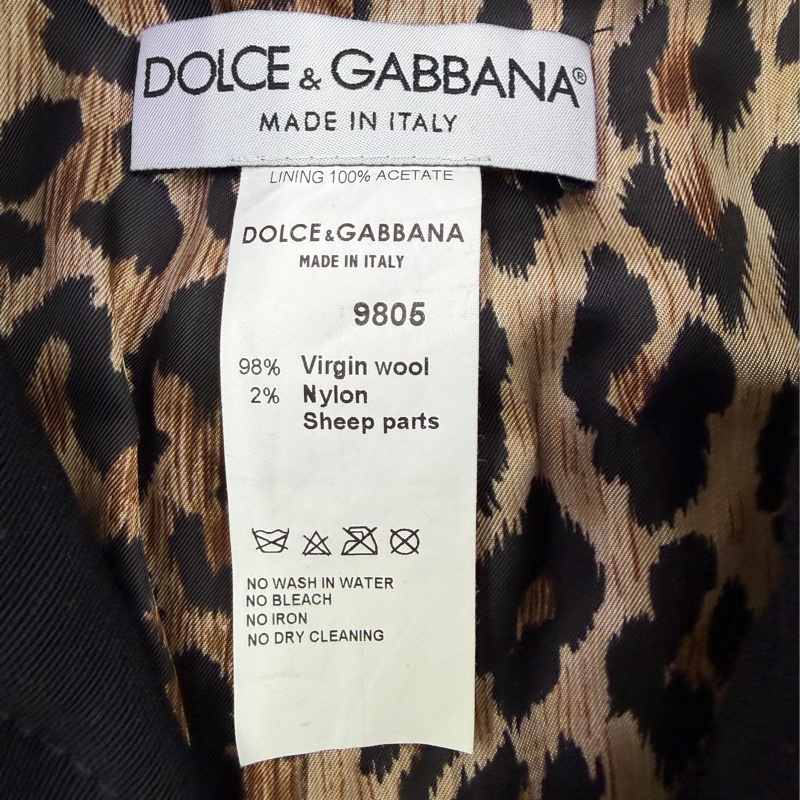 DOLCE & GABBANA®
MADE IN ITALY
LINING 100% ACETATE
DOLCE&GABBANA
MADE IN ITALY
9805
98% Virgin wool
2% Nylon
Sheep parts
NO WASH IN WATER
NO BLEACH
NO IRON
NO DRY CLEANING